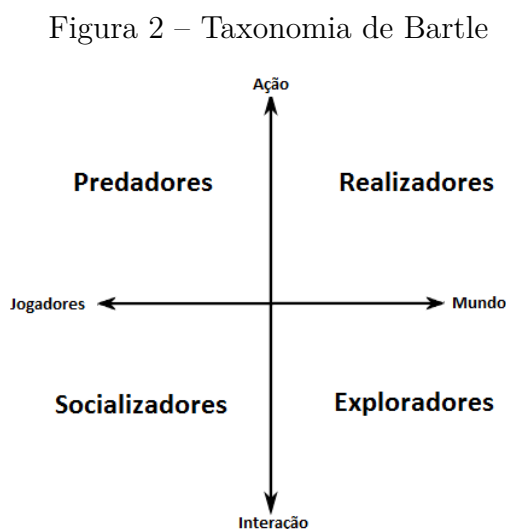 Figura 2 – Taxonomia de Bartle
Ação
Predadores Realizadores
Jogadores Mundo
Socializadores Exploradores
Interação